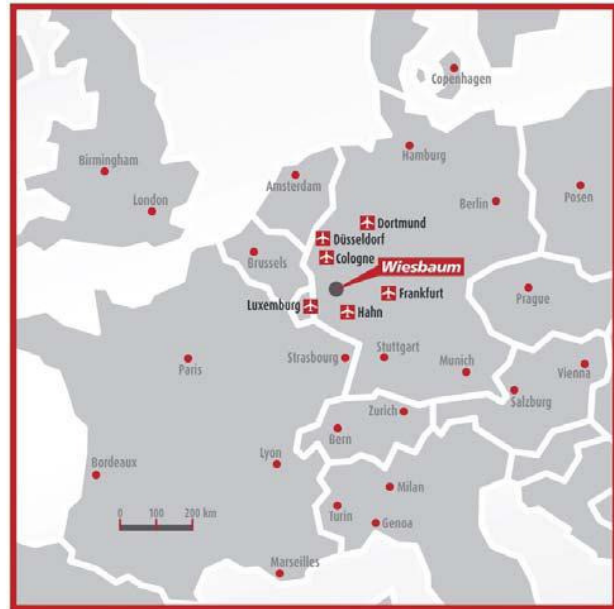 Copenhagen
Hamburg
Birmingham
Amsterdam
Berlin
Posen
London
Dortmund
Düsseldorf
Cologne
Brussels
Wiesbaum
Luxemburg
Frankfurt
Hahn
Prague
Paris
Strasbourg
Stuttgart
Munich
Vienna
Salzburg
Zurich
Bern
Lyon
Bordeaux
Milan
Turin
Genoa
0 100 200 km
Marseilles